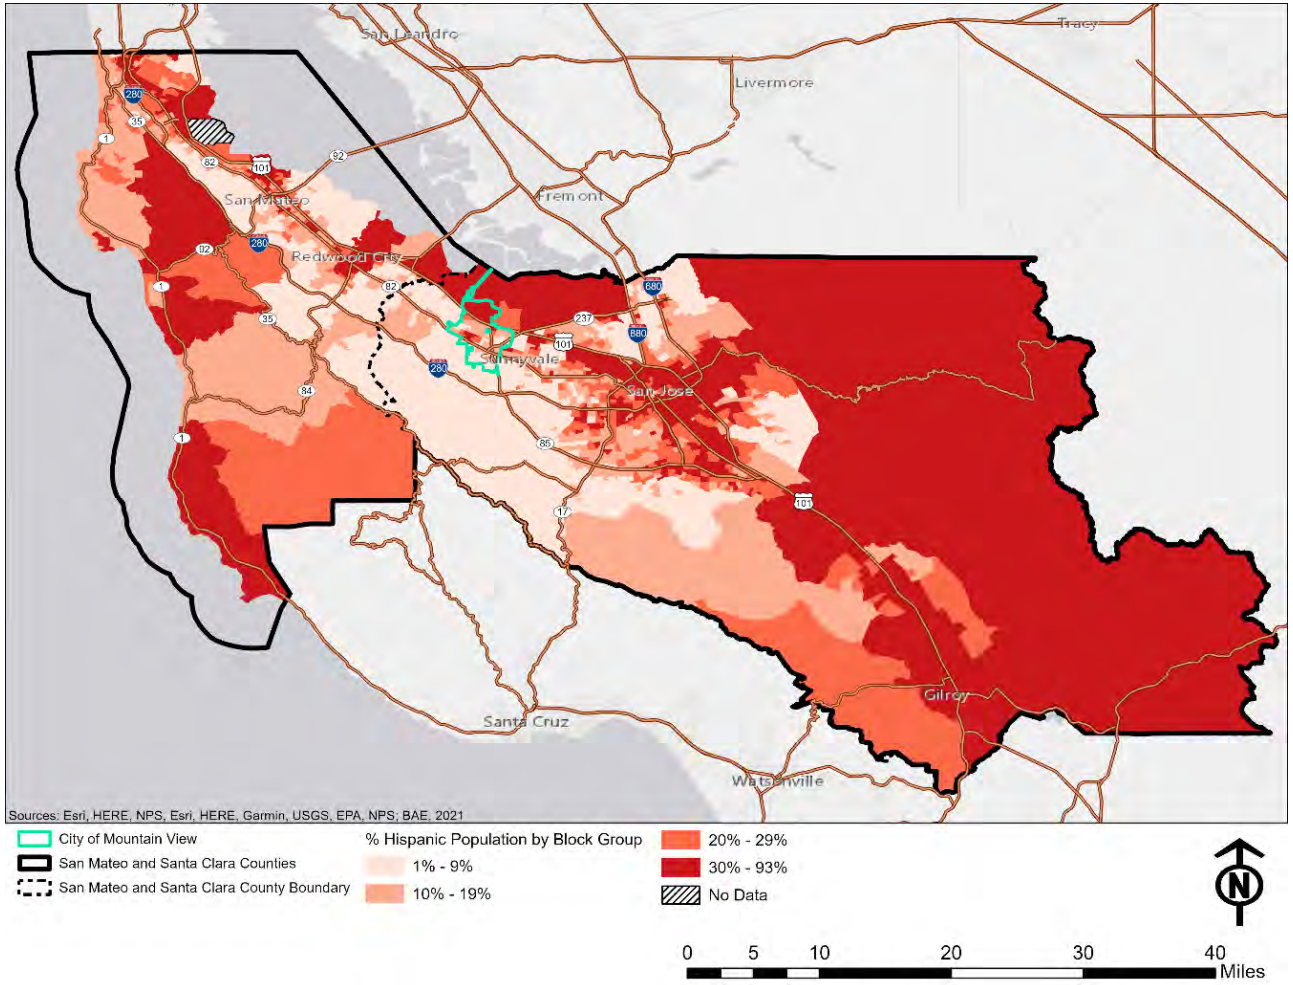 San Leandro
Tracy
Livermore
280
35
1
82
101
92
San Mateo
Fremont
92
280
Redwood City
1
82
680
35
237
880
101
Sunnyvale
280
San Jose
84
1
85
101
17
Gilroy
Santa Cruz
Watsonville
Sources: Esri, HERE, NPS, Esri, HERE, Garmin, USGS, EPA, NPS; BAE, 2021
City of Mountain View
San Mateo and Santa Clara Counties
San Mateo and Santa Clara County Boundary
% Hispanic Population by Block Group
1% - 9%
10% - 19%
20% - 29%
30% - 93%
No Data
N
0 5 10 20 30 40
Miles